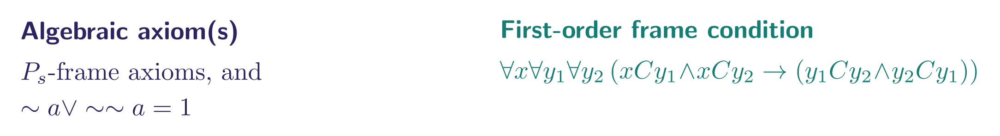 Algebraic axiom(s)
P_s-frame axioms, and
∼ a∨ ∼∼ a = 1
First-order frame condition
∀x∀y₁∀y₂ (xCy₁∧xCy₂ → (y₁Cy₂∧y₂Cy₁))